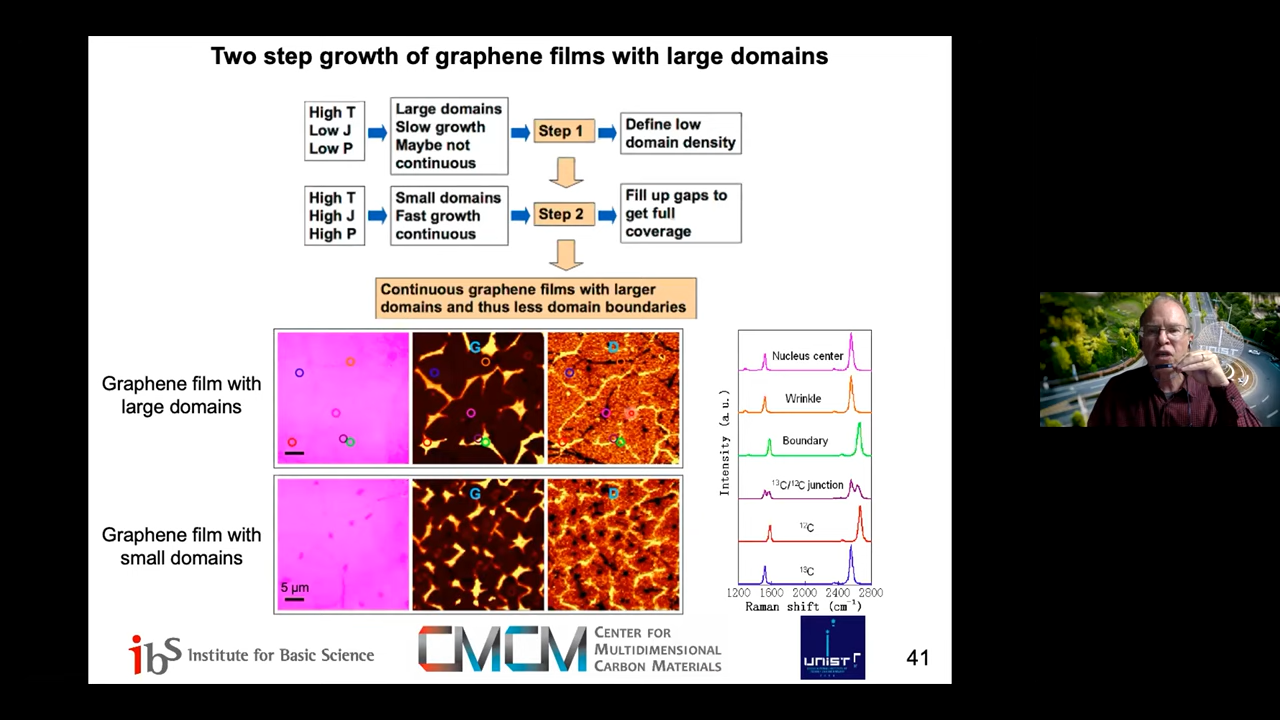 Two step growth of graphene films with large domains
High T
Low J
Low P
Large domains
Slow growth
Maybe not
continuous
Step 1
Define low
domain density
High T
High J
High P
Small domains
Fast growth
continuous
Step 2
Fill up gaps to
get full
coverage
Continuous graphene films with larger
domains and thus less domain boundaries
Graphene film with
large domains
G
D
Graphene film with
small domains
5 μm
G
D
Intensity (a.u.)
Nucleus center
Wrinkle
Boundary
¹³C/¹²C junction
¹²C
¹³C
1200 1600 2000 2400 2800
Raman shift (cm⁻¹)
ibS Institute for Basic Science
CMCM
CENTER FOR
MULTIDIMENSIONAL
CARBON MATERIALS
UNIST
41